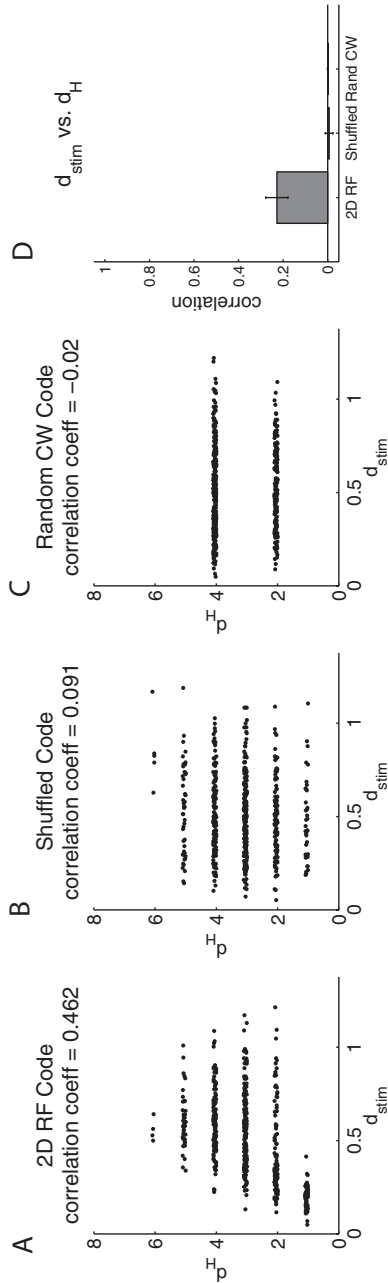 A
2D RF Code
correlation coeff = 0.462
8
6
4
2
0
d_H
0
0.5
1
d_stim
B
Shuffled Code
correlation coeff = 0.091
8
6
4
2
0
d_H
0
0.5
1
d_stim
C
Random CW Code
correlation coeff = −0.02
8
6
4
2
0
d_H
0
0.5
1
d_stim
D
d_stim vs. d_H
1
0.8
0.6
0.4
0.2
0
correlation
2D RF Shuffled Rand CW